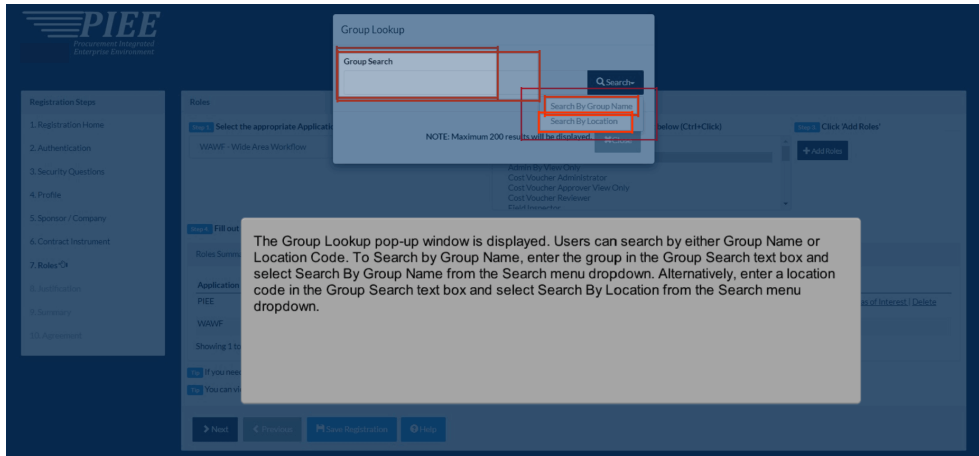 PIEE
Procurement Integrated
Enterprise Environment
Group Lookup
Group Search
Search
Search By Group Name
Search By Location
NOTE: Maximum 200 results will be displayed.
Registration Steps
1. Registration Home
2. Authentication
3. Security Questions
4. Profile
5. Sponsor / Company
6. Contract Instrument
7. Roles
8. Justification
9. Summary
10. Agreement
Roles
Select the appropriate Applicatio
below (Ctrl+Click)
Click 'Add Roles'
WAWF - Wide Area Workflow
Admin By View Only
Cost Voucher Administrator
Cost Voucher Approver View Only
Cost Voucher Reviewer
Field Inspector
+ Add Roles
Fill out
Roles Summ
Application
PIEE
as of Interest | Delete
WAWF
Showing 1 to
The Group Lookup pop-up window is displayed. Users can search by either Group Name or
Location Code. To Search by Group Name, enter the group in the Group Search text box and
select Search By Group Name from the Search menu dropdown. Alternatively, enter a location
code in the Group Search text box and select Search By Location from the Search menu
dropdown.
Tip If you need
Tip You can vi
Next
Previous
Save Registration
Help